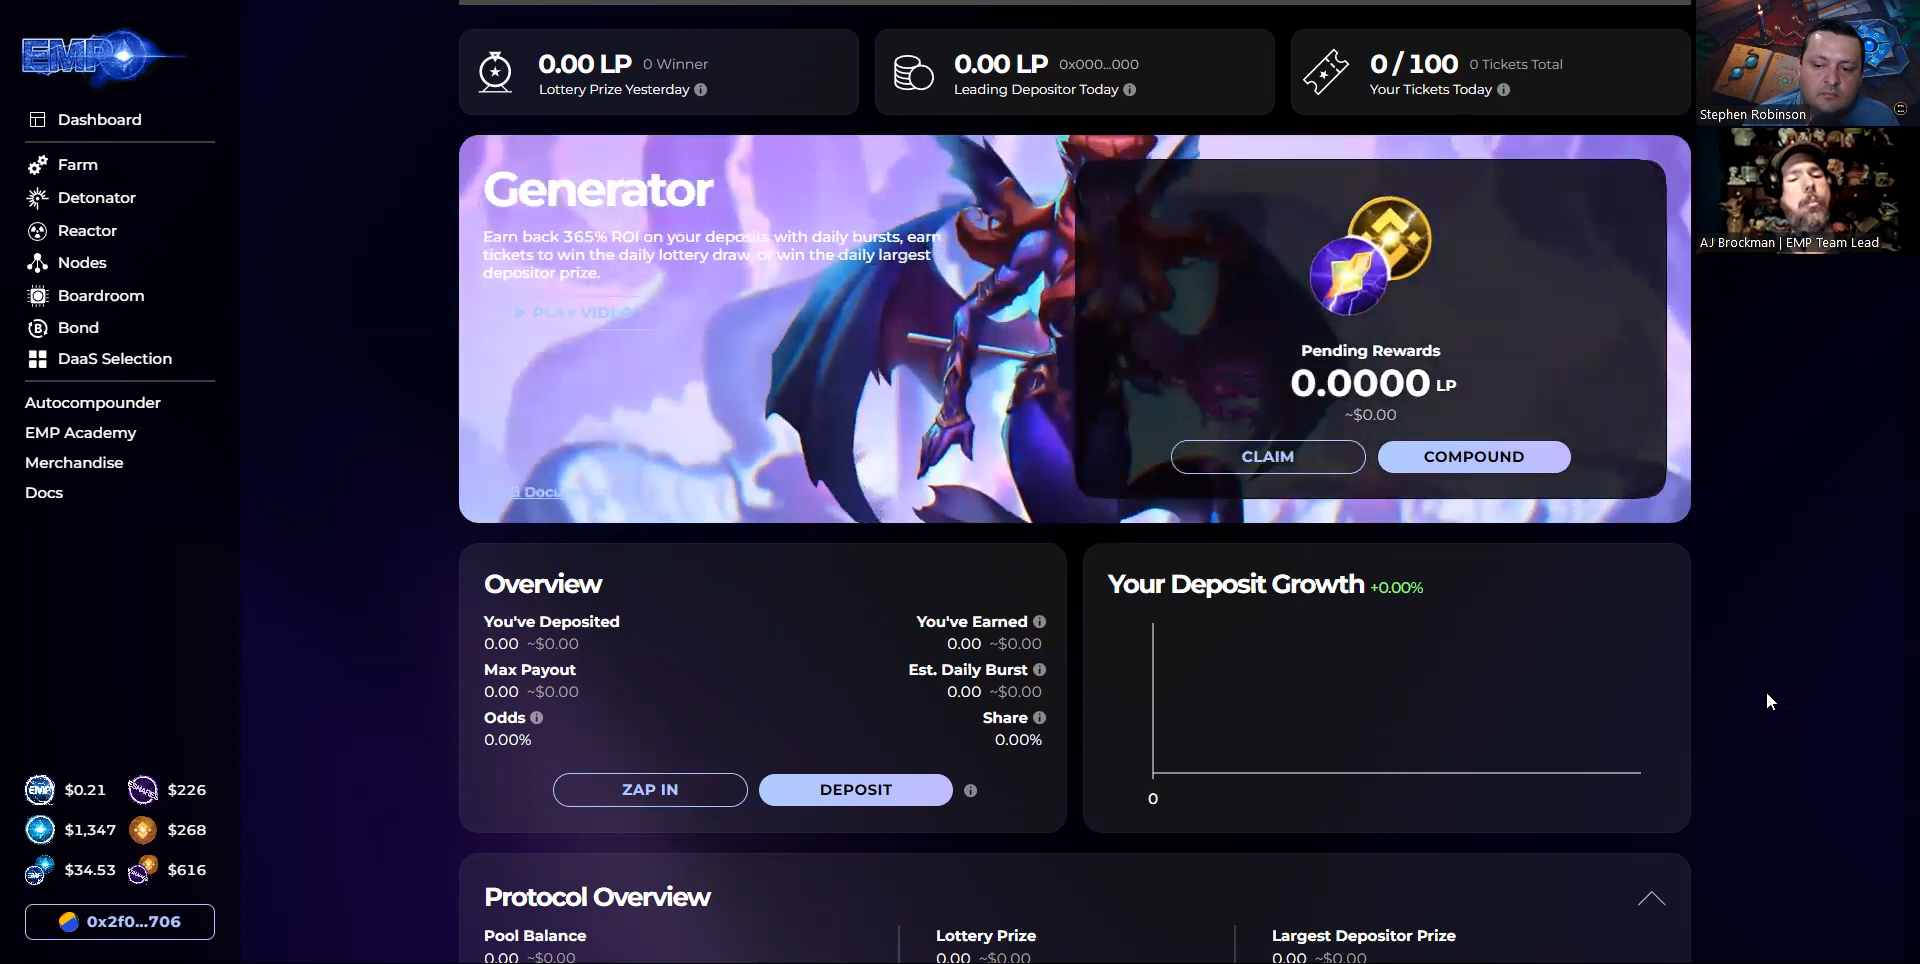 EMP
Dashboard
Farm
Detonator
Reactor
Nodes
Boardroom
Bond
DaaS Selection
Autocompounder
EMP Academy
Merchandise
Docs
$0.21 $226
$1,347 $268
$34.53 $616
0x2f0...706
0.00 LP 0 Winner
Lottery Prize Yesterday
0.00 LP 0x000...000
Leading Depositor Today
0 / 100 0 Tickets Total
Your Tickets Today
Generator
Earn back 365% ROI on your deposits with daily bursts, earn
tickets to win the daily lottery draw, or win the daily largest
depositor prize.
PLAY VIDEO
Pending Rewards
0.0000 LP
~$0.00
CLAIM COMPOUND
Overview
You've Deposited You've Earned
0.00 ~$0.00 0.00 ~$0.00
Max Payout Est. Daily Burst
0.00 ~$0.00 0.00 ~$0.00
Odds Share
0.00% 0.00%
ZAP IN DEPOSIT
Your Deposit Growth +0.00%
0
Protocol Overview
Pool Balance Lottery Prize Largest Depositor Prize
0.00 ~$0.00 0.00 ~$0.00 0.00 ~$0.00
Stephen Robinson
AJ Brockman | EMP Team Lead